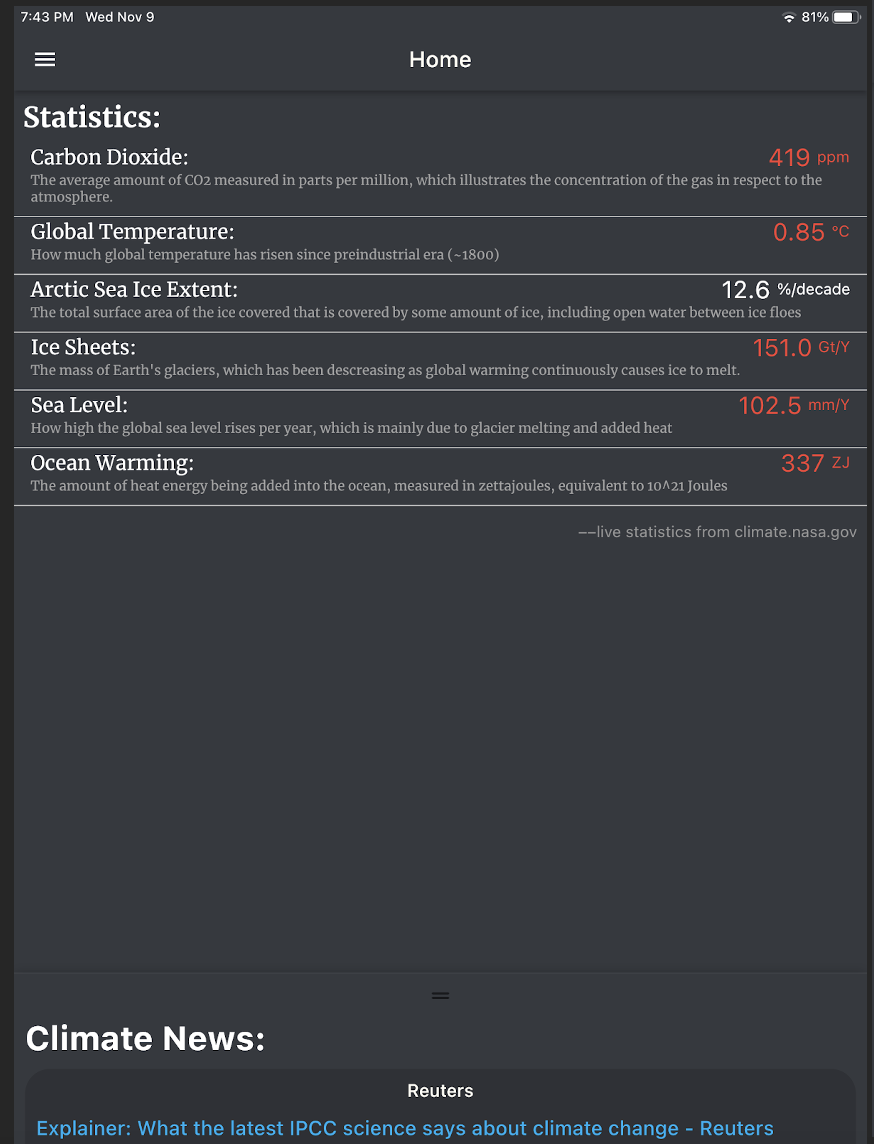 7:43 PM Wed Nov 9
81%
Home
Statistics:
Carbon Dioxide:
419 ppm
The average amount of CO2 measured in parts per million, which illustrates the concentration of the gas in respect to the
atmosphere.
Global Temperature:
0.85 °C
How much global temperature has risen since preindustrial era (~1800)
Arctic Sea Ice Extent:
12.6 %/decade
The total surface area of the ice covered that is covered by some amount of ice, including open water between ice floes
Ice Sheets:
151.0 Gt/Y
The mass of Earth's glaciers, which has been descreasing as global warming continuously causes ice to melt.
Sea Level:
102.5 mm/Y
How high the global sea level rises per year, which is mainly due to glacier melting and added heat
Ocean Warming:
337 ZJ
The amount of heat energy being added into the ocean, measured in zettajoules, equivalent to 10^21 Joules
––live statistics from climate.nasa.gov
Climate News:
Reuters
Explainer: What the latest IPCC science says about climate change - Reuters